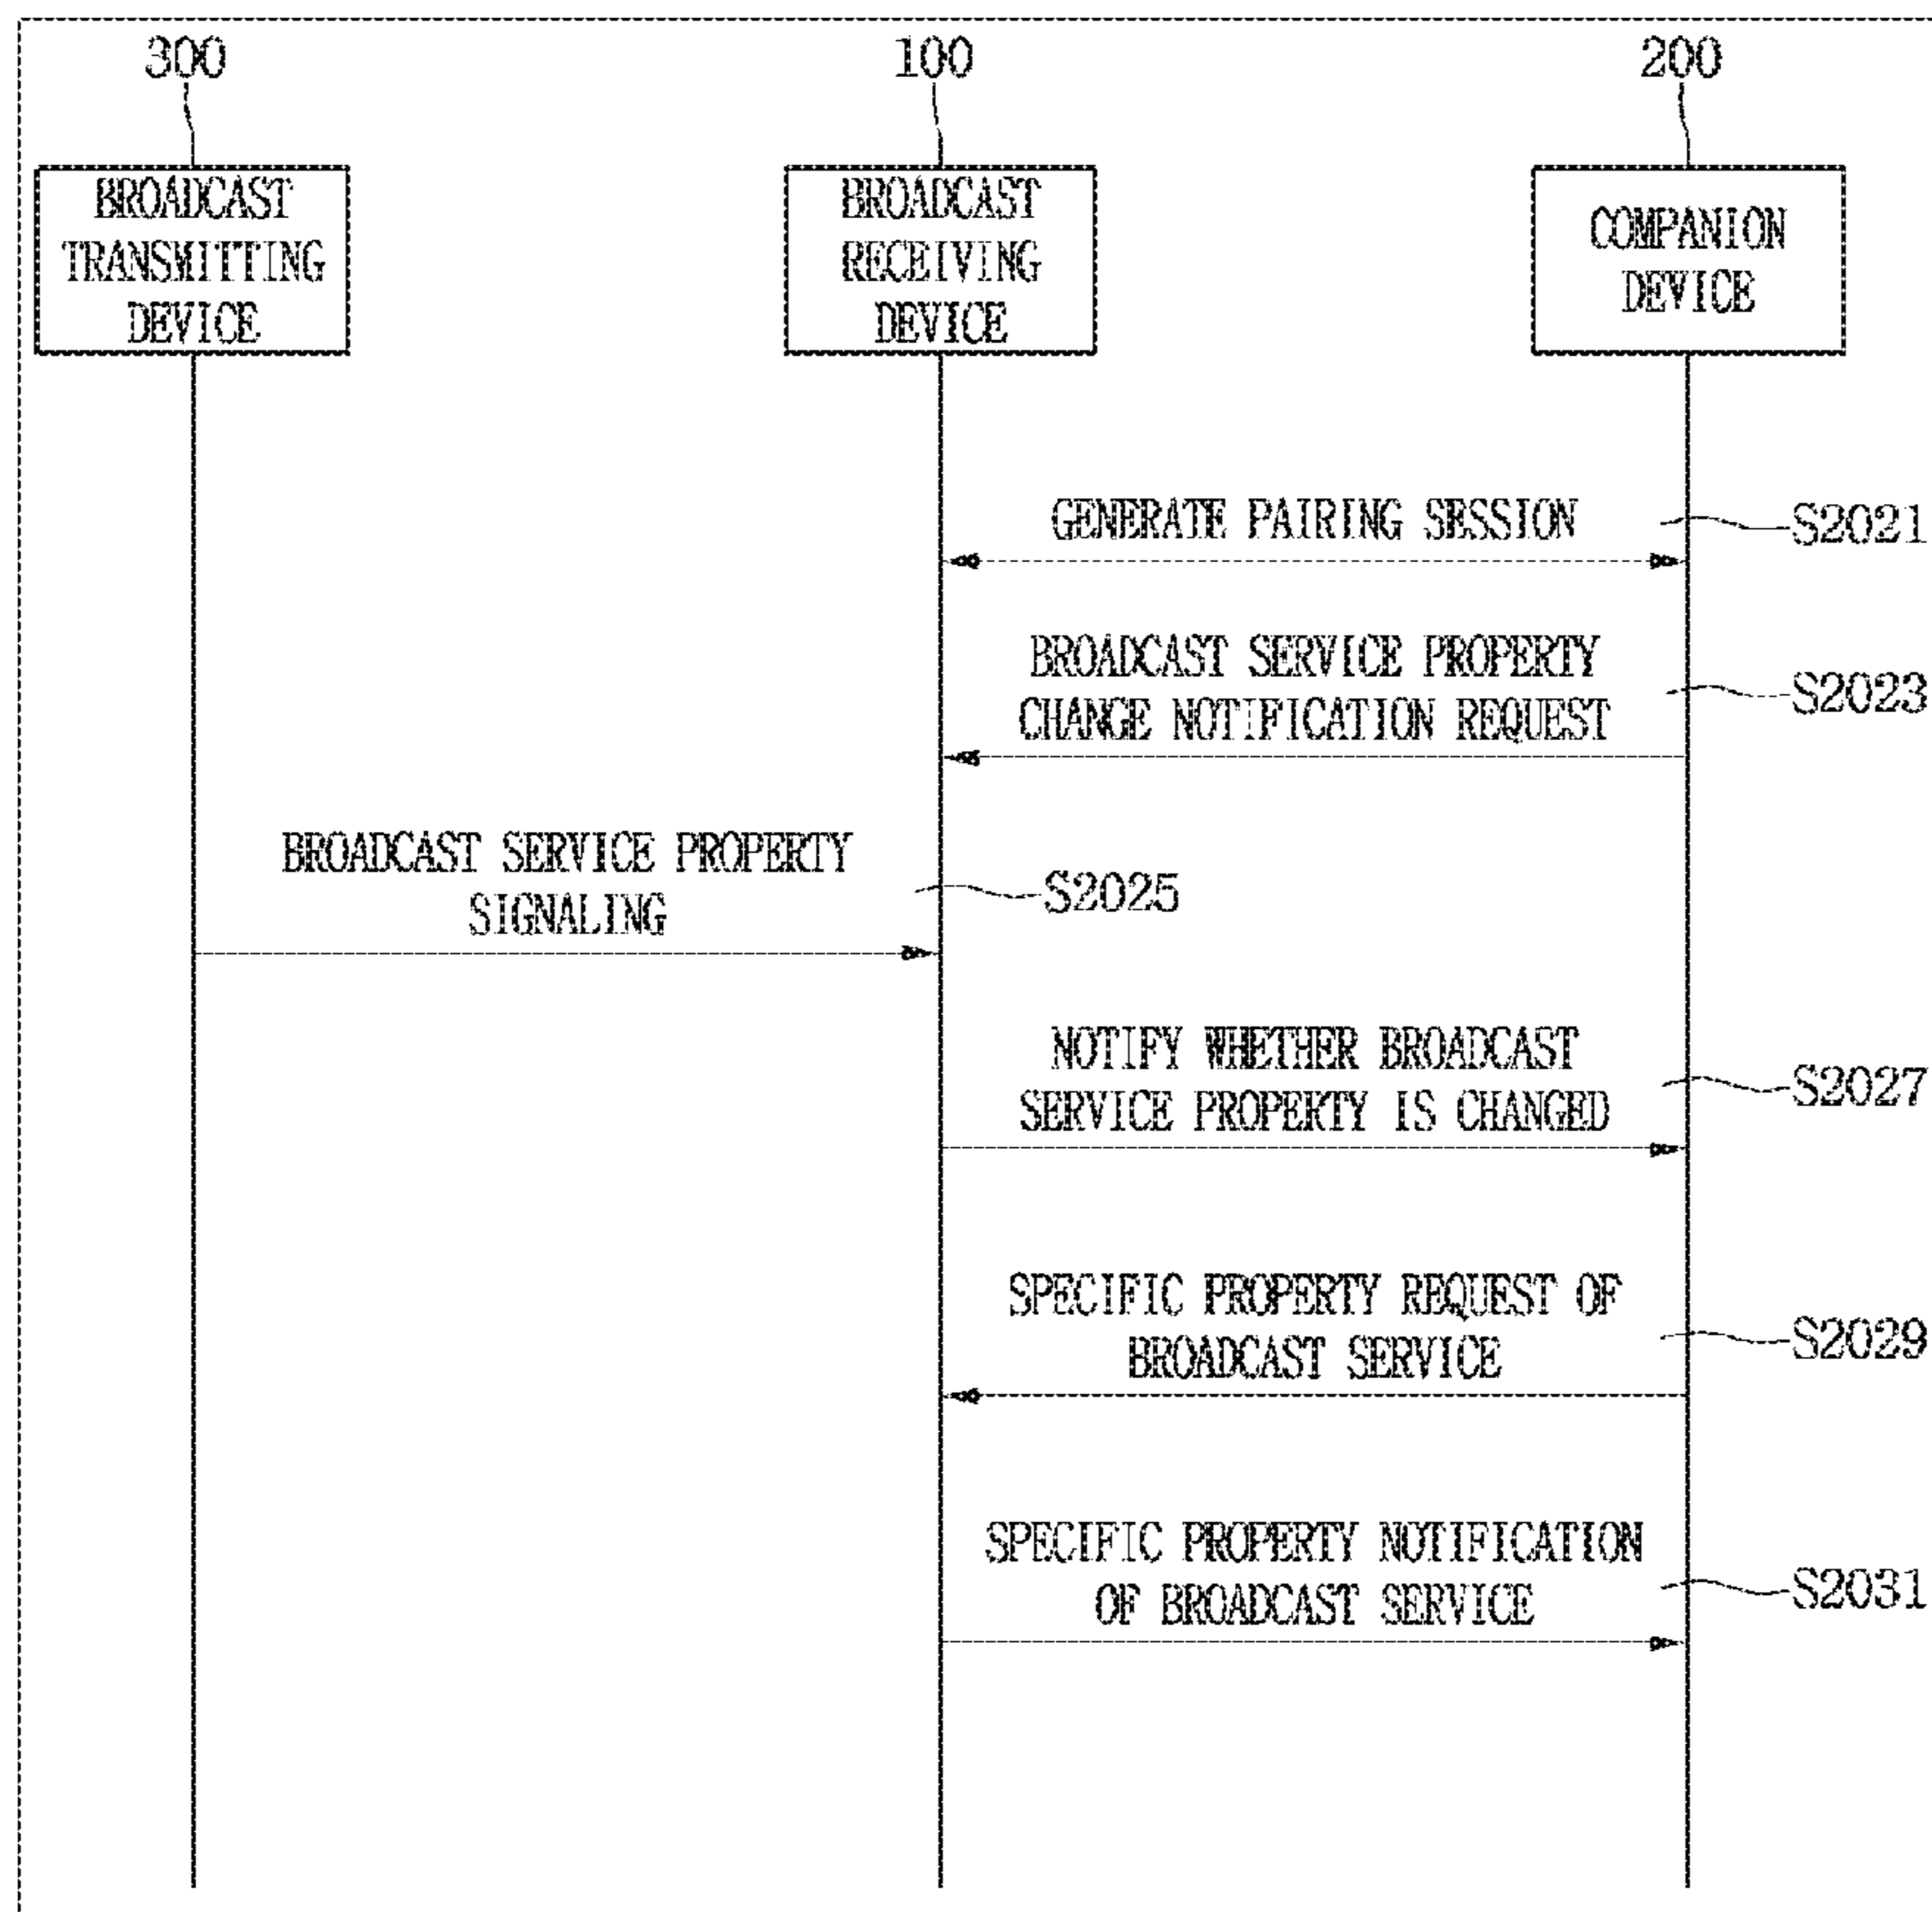 300
100
200
BROADCAST
TRANSMITTING
DEVICE
BROADCAST
RECEIVING
DEVICE
COMPANION
DEVICE
GENERATE PAIRING SESSION
S2021
BROADCAST SERVICE PROPERTY
CHANGE NOTIFICATION REQUEST
S2023
BROADCAST SERVICE PROPERTY
SIGNALING
S2025
NOTIFY WHETHER BROADCAST
SERVICE PROPERTY IS CHANGED
S2027
SPECIFIC PROPERTY REQUEST OF
BROADCAST SERVICE
S2029
SPECIFIC PROPERTY NOTIFICATION
OF BROADCAST SERVICE
S2031